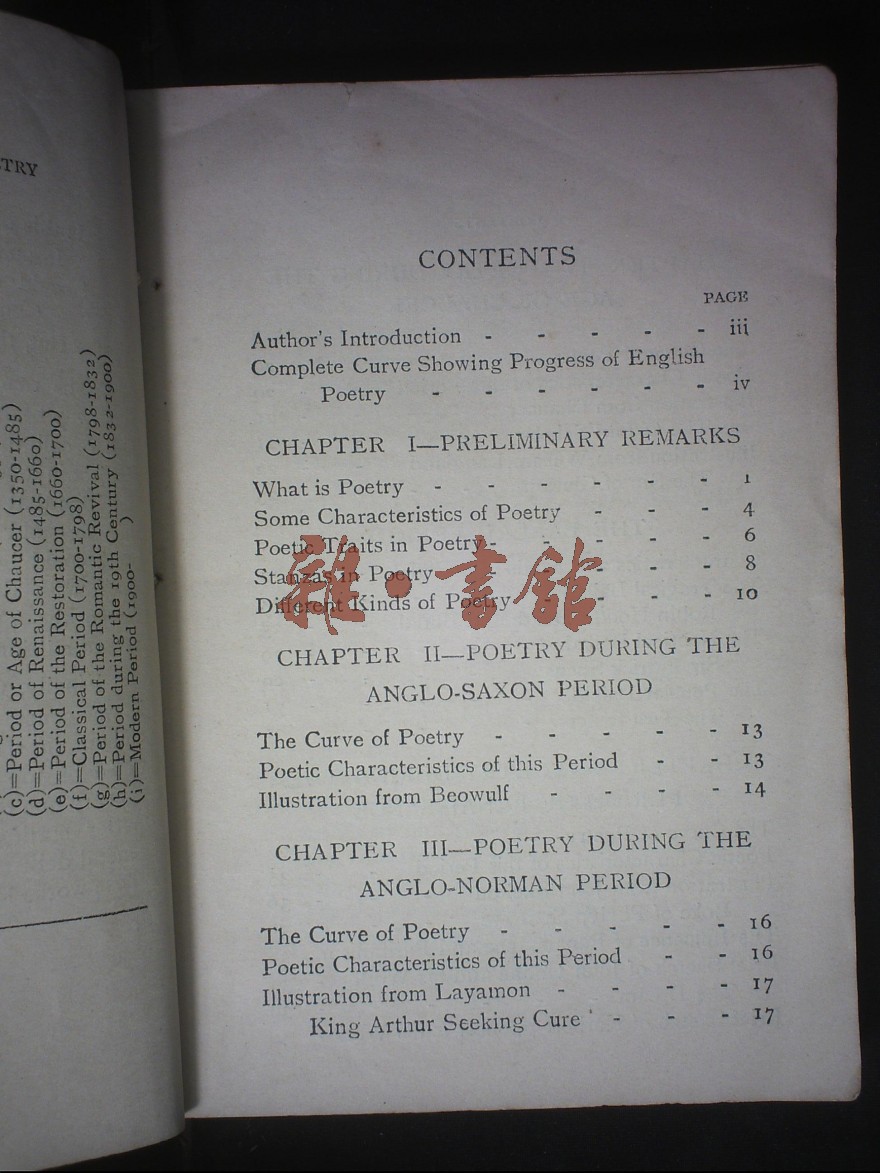 TRY
(c)=Period or Age of Chaucer (1350-1485)
(d)=Period of Renaissance (1485-1660)
(e)=Period of the Restoration (1660-1700)
(f)=Classical Period (1700-1798)
(g)=Period of the Romantic Revival (1798-1832)
(h)=Period during the 19th Century (1832-1900)
(i)=Modern Period (1900- )
CONTENTS
PAGE
Author's Introduction - - - - - iii
Complete Curve Showing Progress of English
Poetry - - - - - - iv
CHAPTER I—PRELIMINARY REMARKS
What is Poetry - - - - - - 1
Some Characteristics of Poetry - - - 4
Poetic Traits in Poetry - - - - - 6
Stanzas in Poetry - - - - - 8
Different Kinds of Poetry - - - - 10
CHAPTER II—POETRY DURING THE
ANGLO-SAXON PERIOD
The Curve of Poetry - - - - - 13
Poetic Characteristics of this Period - - 13
Illustration from Beowulf - - - - 14
CHAPTER III—POETRY DURING THE
ANGLO-NORMAN PERIOD
The Curve of Poetry - - - - - 16
Poetic Characteristics of this Period - - 16
Illustration from Layamon - - - - 17
King Arthur Seeking Cure - - - 17
雜·書館